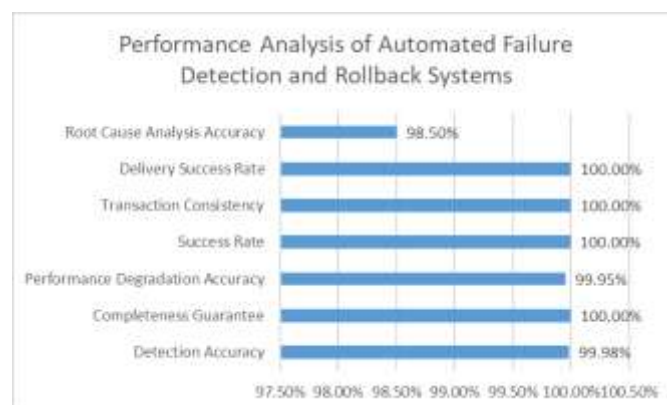 Performance Analysis of Automated Failure
Detection and Rollback Systems
Root Cause Analysis Accuracy 98.50%
Delivery Success Rate 100.00%
Transaction Consistency 100.00%
Success Rate 100.00%
Performance Degradation Accuracy 99.95%
Completeness Guarantee 100.00%
Detection Accuracy 99.98%
97.50% 98.00% 98.50% 99.00% 99.50% 100.00% 100.50%